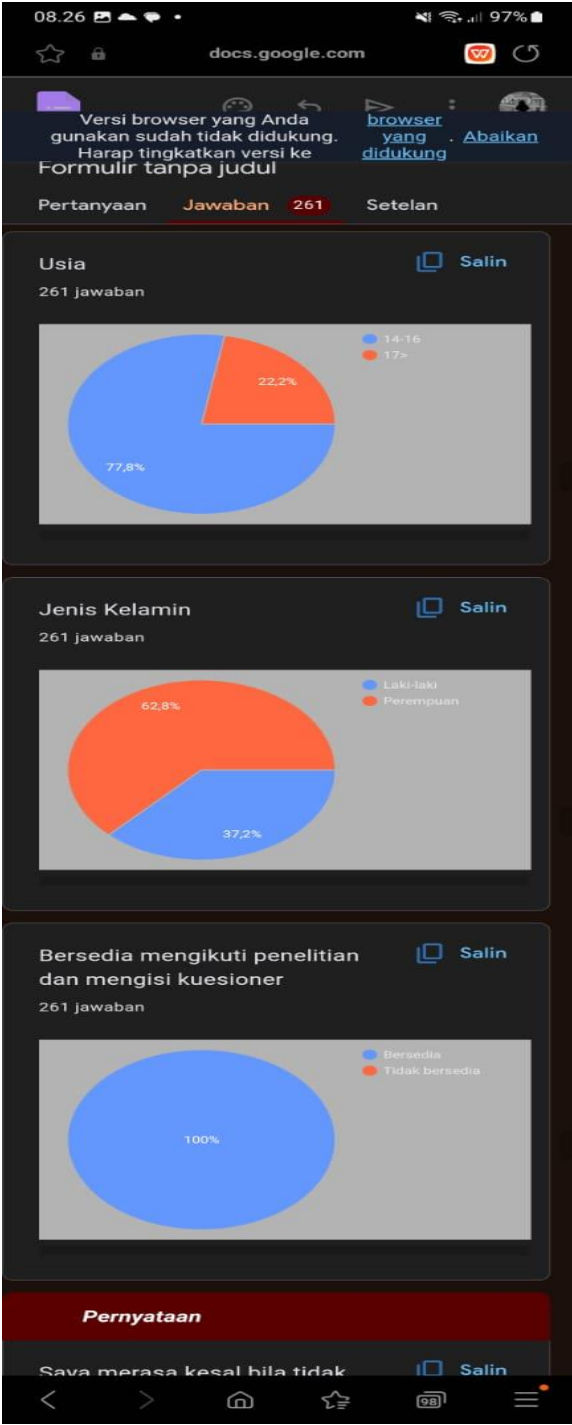 08.26
97%
docs.google.com
Versi browser yang Anda
gunakan sudah tidak didukung.
Harap tingkatkan versi ke
browser
yang
didukung
. Abaikan
Formulir tanpa judul
Pertanyaan Jawaban 261 Setelan
Usia
Salin
261 jawaban
14-16
17>
22,2%
77,8%
Jenis Kelamin
Salin
261 jawaban
Laki-laki
Perempuan
62,8%
37,2%
Bersedia mengikuti penelitian
dan mengisi kuesioner
Salin
261 jawaban
Bersedia
Tidak bersedia
100%
Pernyataan
Saya merasa kesal bila tidak
Salin
98